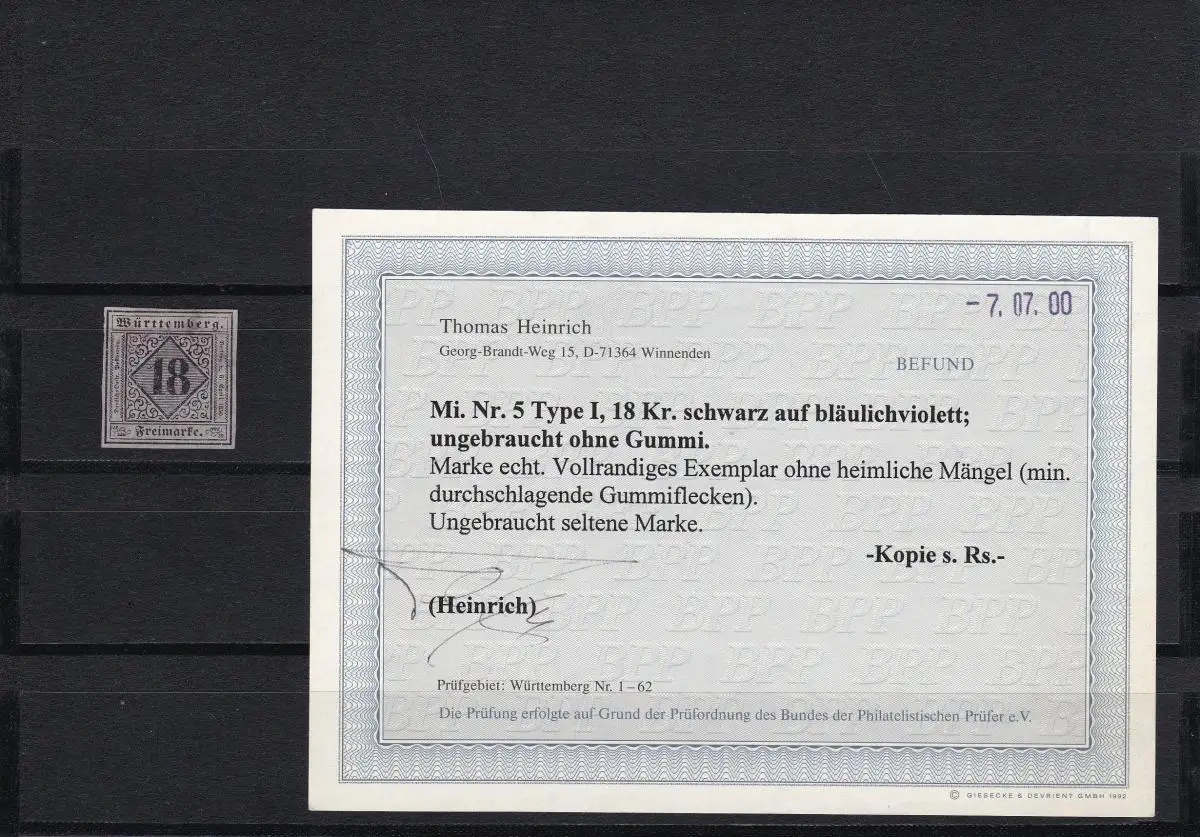 Württemberg.
18
Freimarke.
- 7. 07. 00
Thomas Heinrich
Georg-Brandt-Weg 15, D-71364 Winnenden
BEFUND
Mi. Nr. 5 Type I, 18 Kr. schwarz auf bläulichviolett;
ungebraucht ohne Gummi.
Marke echt. Vollrandiges Exemplar ohne heimliche Mängel (min.
durchschlagende Gummiflecken).
Ungebraucht seltene Marke.
-Kopie s. Rs.-
(Heinrich)
Prüfgebiet: Württemberg Nr. 1–62
Die Prüfung erfolgte auf Grund der Prüfordnung des Bundes der Philatelistischen Prüfer e.V.
© GIESECKE & DEVRIENT GMBH 1992